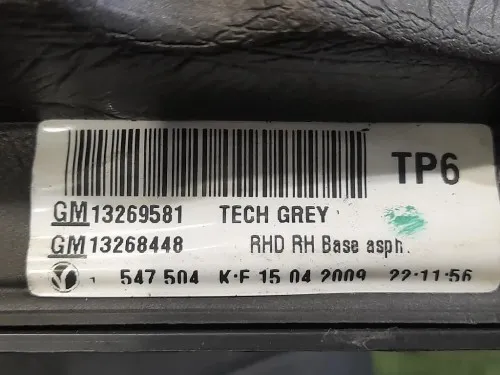 TP6
GM13269581 TECH GREY
GM13268448 RHD RH Base asph.
1 547 504 K:F 15 04 2009 22:11:56